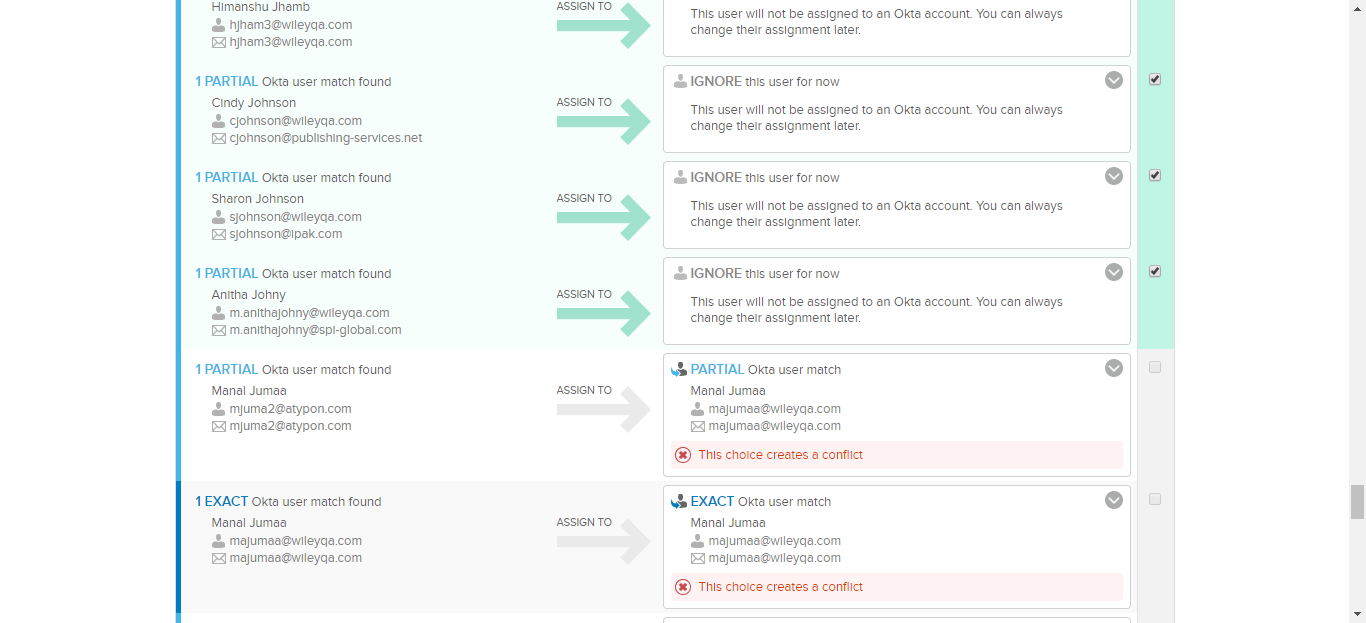 Himanshu Jhamb
hjham3@wileyqa.com
hjham3@wileyqa.com
ASSIGN TO
This user will not be assigned to an Okta account. You can always
change their assignment later.
1 PARTIAL Okta user match found
Cindy Johnson
cjohnson@wileyqa.com
cjohnson@publishing-services.net
ASSIGN TO
IGNORE this user for now
This user will not be assigned to an Okta account. You can always
change their assignment later.
1 PARTIAL Okta user match found
Sharon Johnson
sjohnson@wileyqa.com
sjohnson@ipak.com
ASSIGN TO
IGNORE this user for now
This user will not be assigned to an Okta account. You can always
change their assignment later.
1 PARTIAL Okta user match found
Anitha Johny
m.anithajohny@wileyqa.com
m.anithajohny@spi-global.com
ASSIGN TO
IGNORE this user for now
This user will not be assigned to an Okta account. You can always
change their assignment later.
1 PARTIAL Okta user match found
Manal Jumaa
mjuma2@atypon.com
mjuma2@atypon.com
ASSIGN TO
PARTIAL Okta user match
Manal Jumaa
majumaa@wileyqa.com
majumaa@wileyqa.com
This choice creates a conflict
1 EXACT Okta user match found
Manal Jumaa
majumaa@wileyqa.com
majumaa@wileyqa.com
ASSIGN TO
EXACT Okta user match
Manal Jumaa
majumaa@wileyqa.com
majumaa@wileyqa.com
This choice creates a conflict